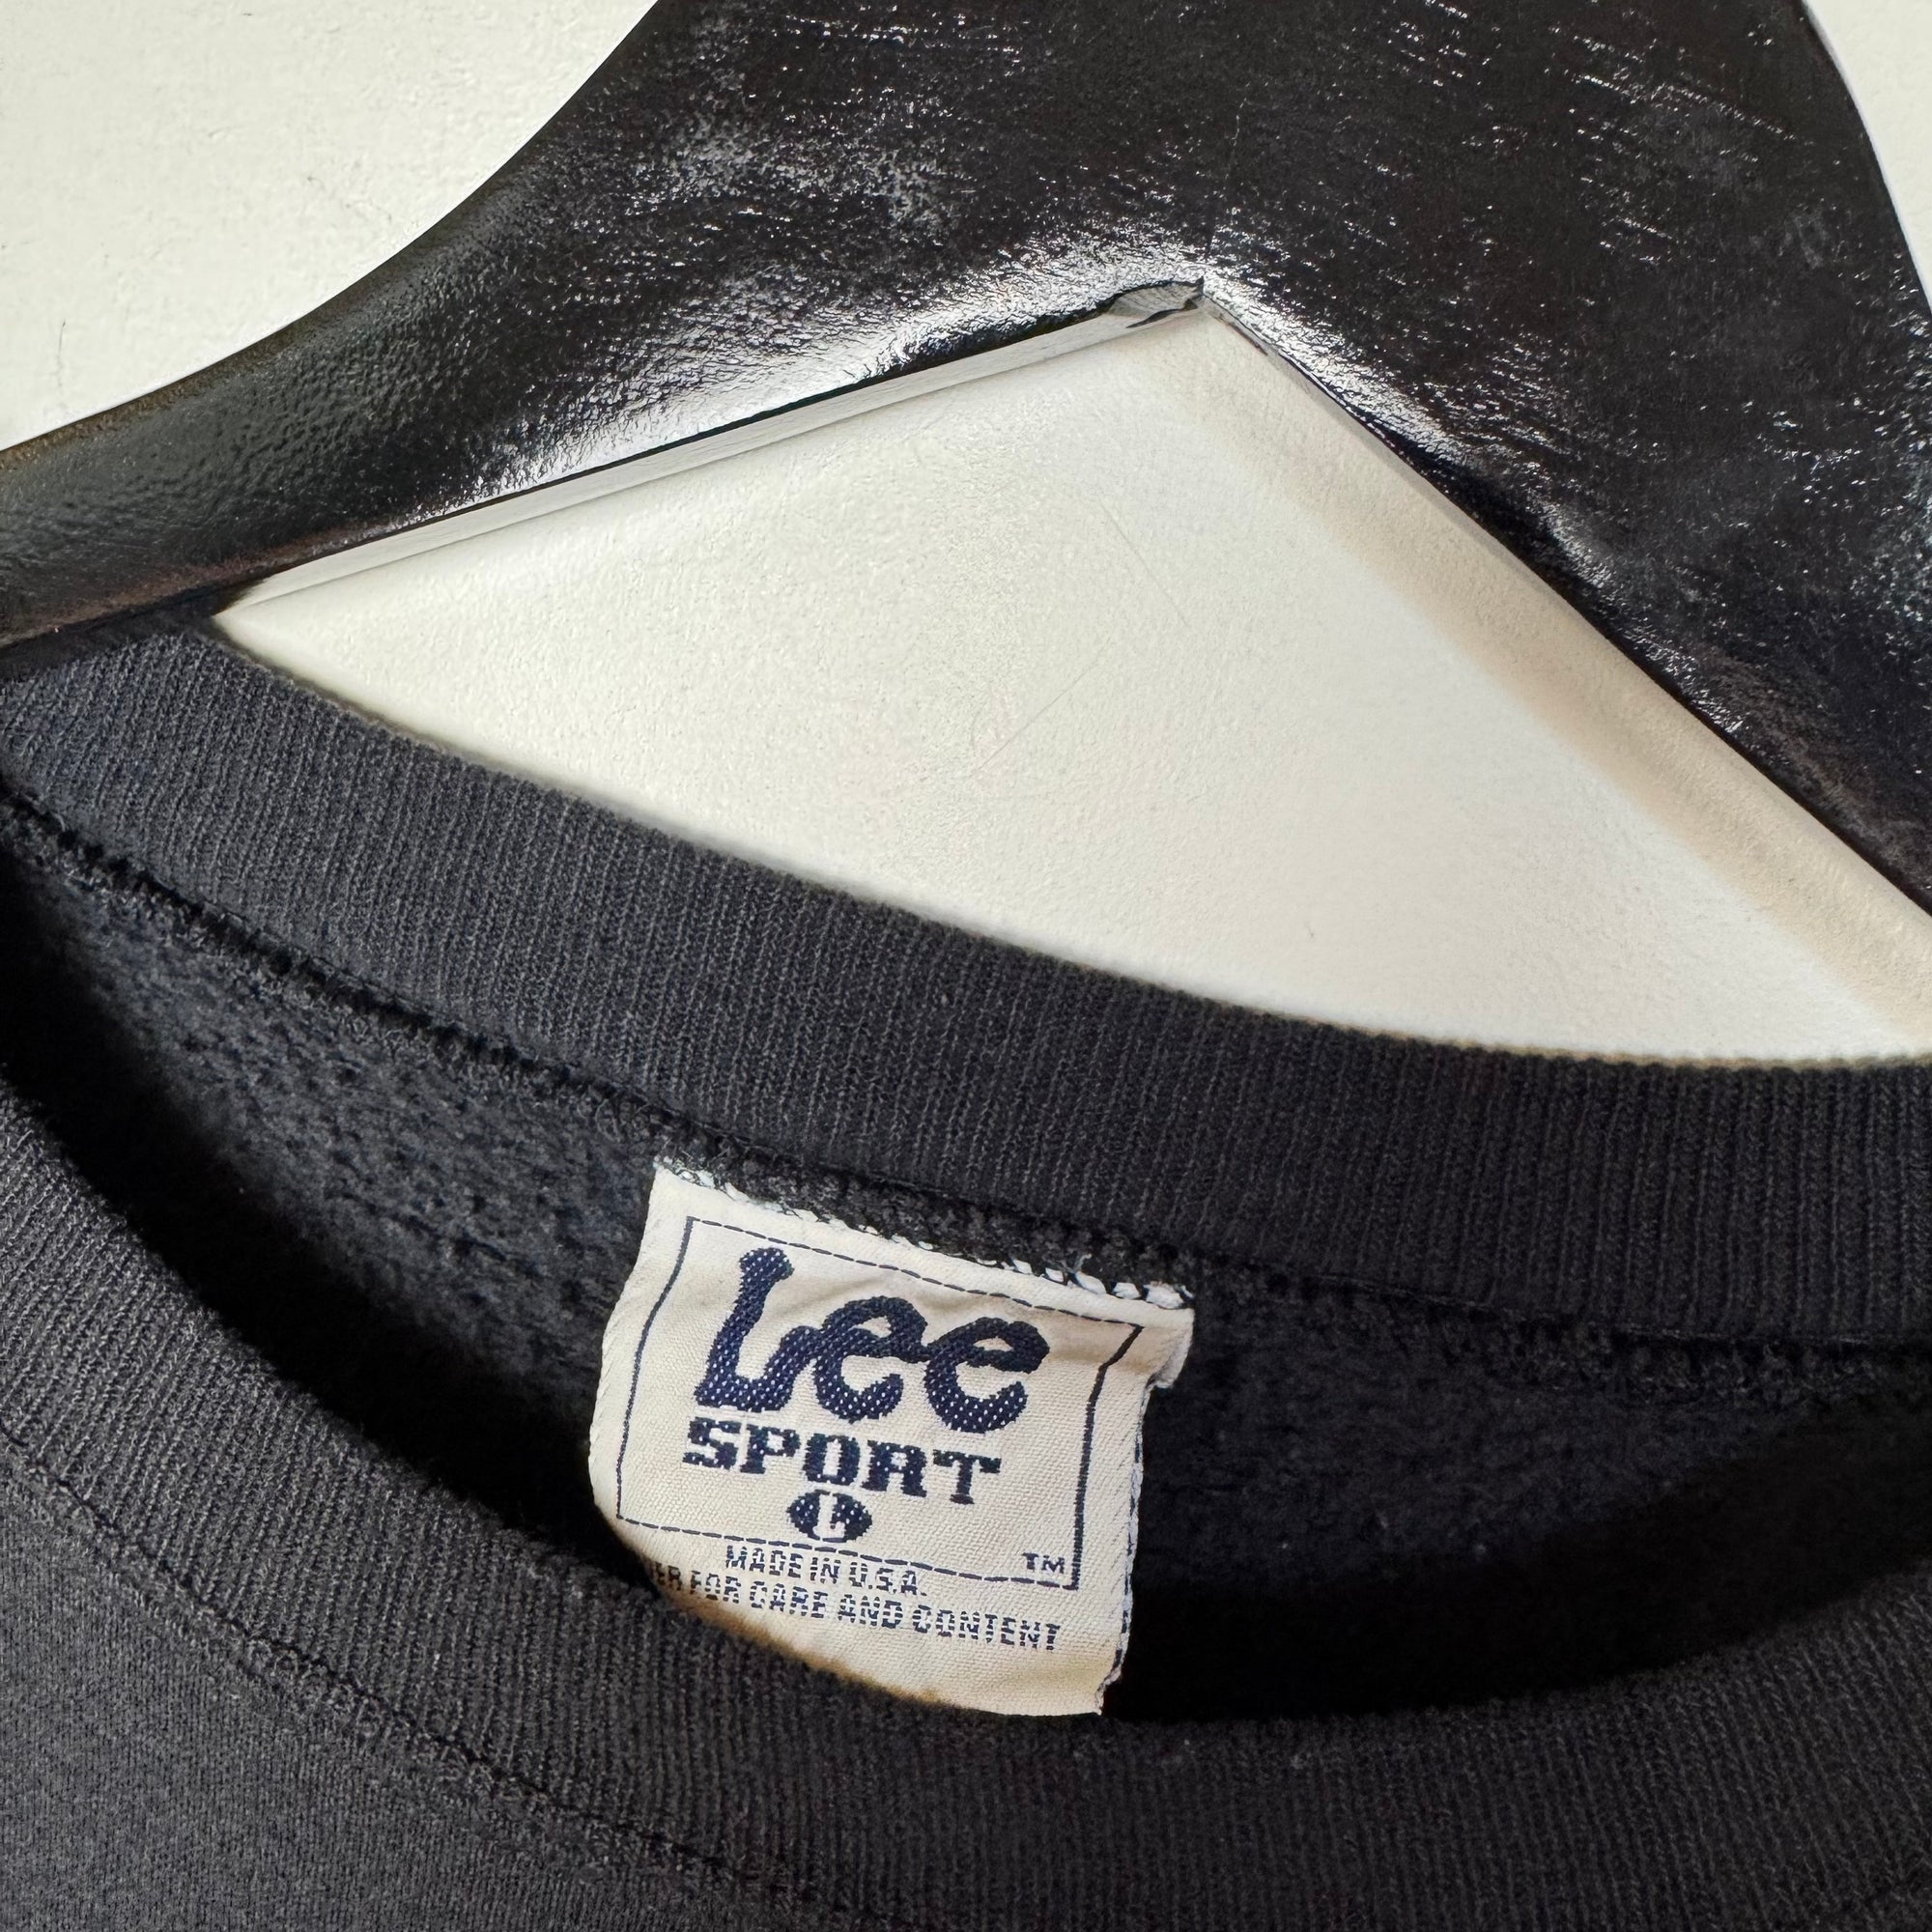 Lee
SPORT
L
TM
MADE IN U.S.A.
FOR CARE AND CONTENT